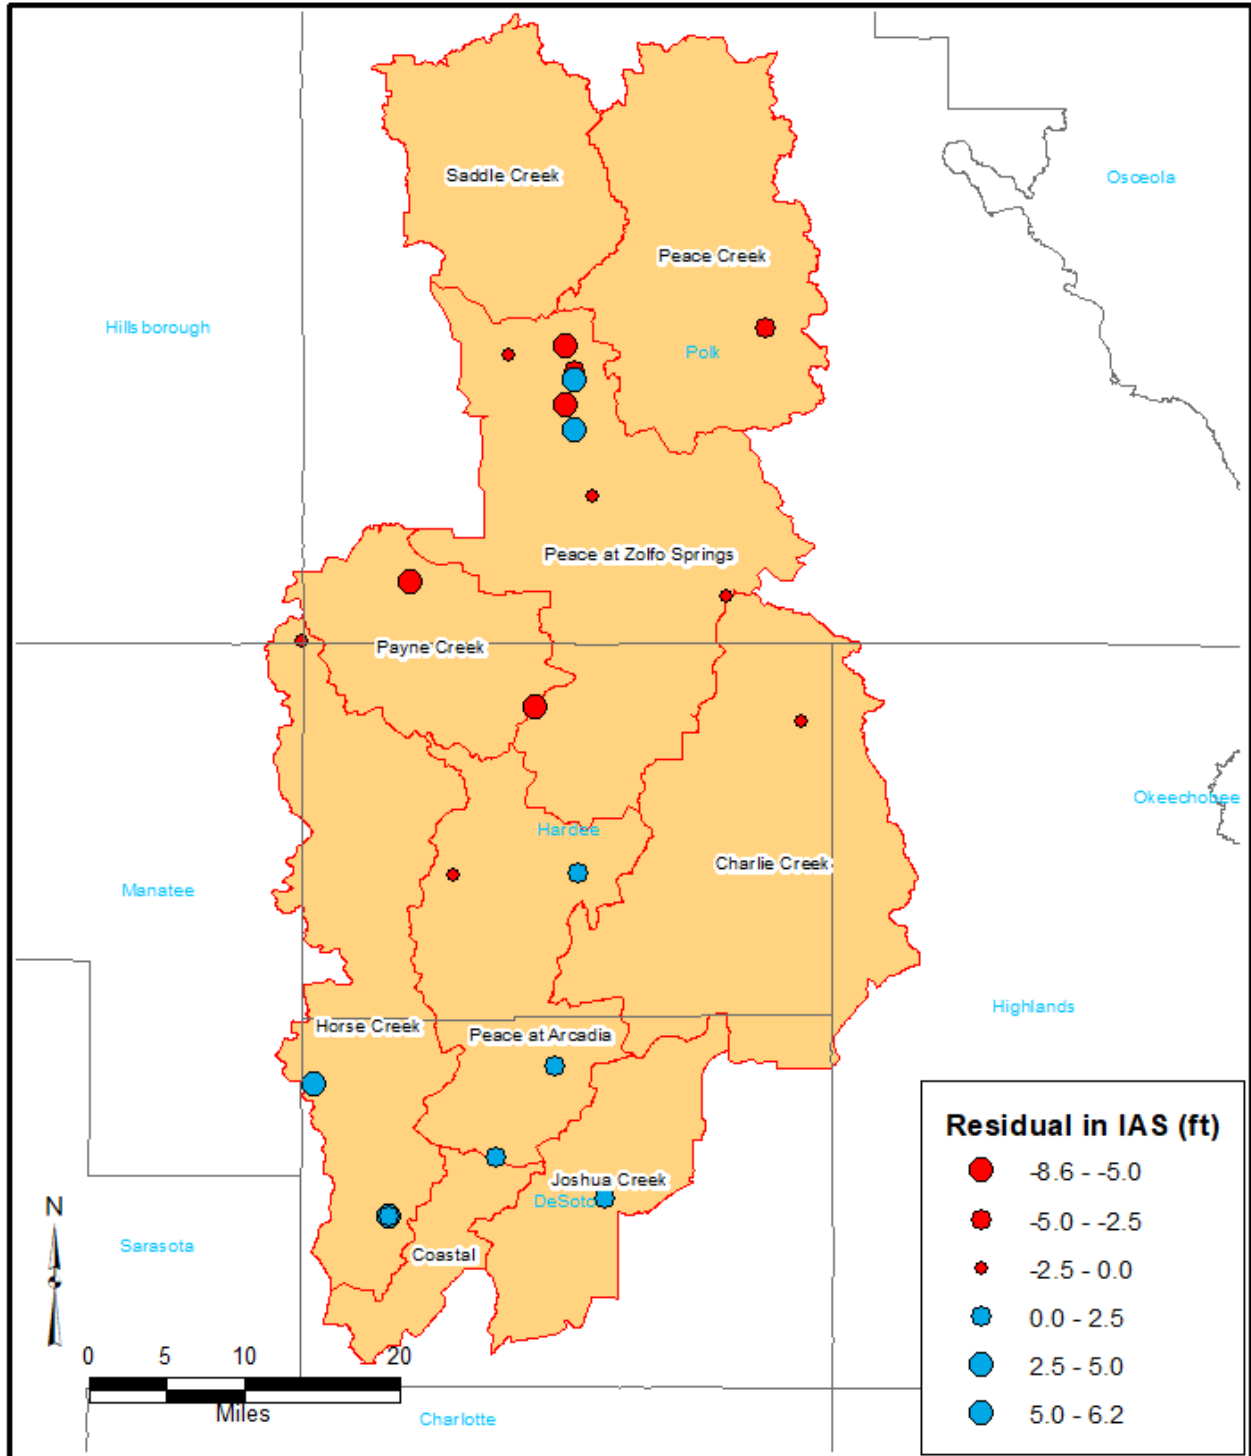 Saddle Creek
Osceola
Peace Creek
Hillsborough
Polk
Peace at Zolfo Springs
Payne Creek
Okeechobee
Hardee
Charlie Creek
Manatee
Highlands
Horse Creek
Peace at Arcadia
Joshua Creek
DeSoto
Sarasota
Coastal
Charlotte
N
0 5 10 20
Miles
Residual in IAS (ft)
-8.6 - -5.0
-5.0 - -2.5
-2.5 - 0.0
0.0 - 2.5
2.5 - 5.0
5.0 - 6.2